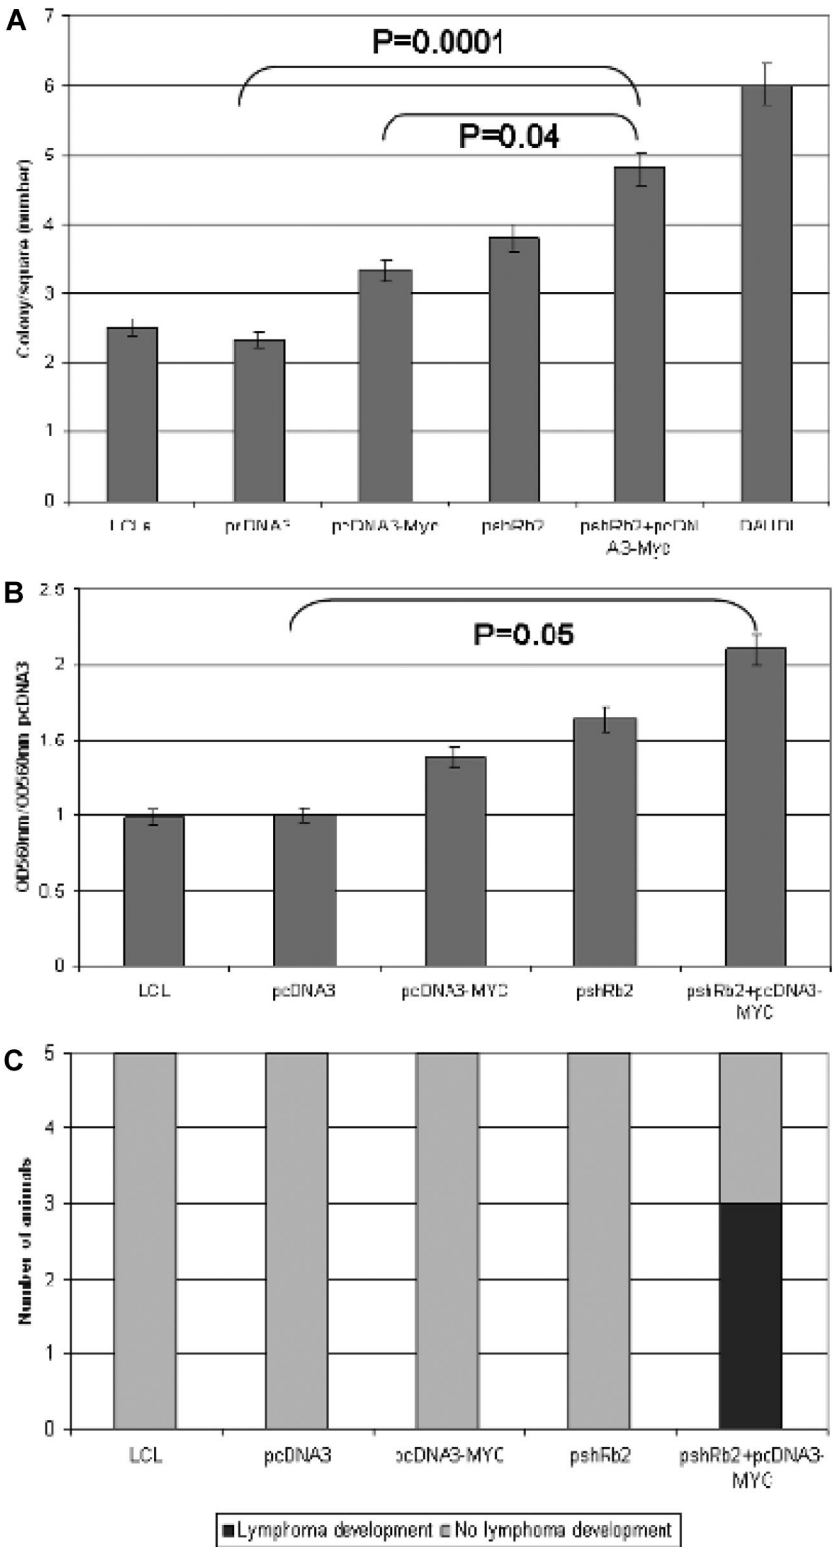 A
7
P=0.0001
6
P=0.04
5
4
3
2
1
0
Colony/square (number)
LCLs pcDNA3 pcDNA3-Myc pshRb2 pshRb2+pcDN DAUDI
A3-Myc
B
2.5
P=0.05
2
1.5
1
0.5
0
OD560nm/OD560nm pcDNA3
LCL pcDNA3 pcDNA3-MYC pshRb2 pshRb2+pcDNA3-
MYC
C
5
4
3
2
1
0
Number of animals
LCL pcDNA3 pcDNA3-MYC pshRb2 pshRb2+pcDNA3-
MYC
Lymphoma development No lymphoma development